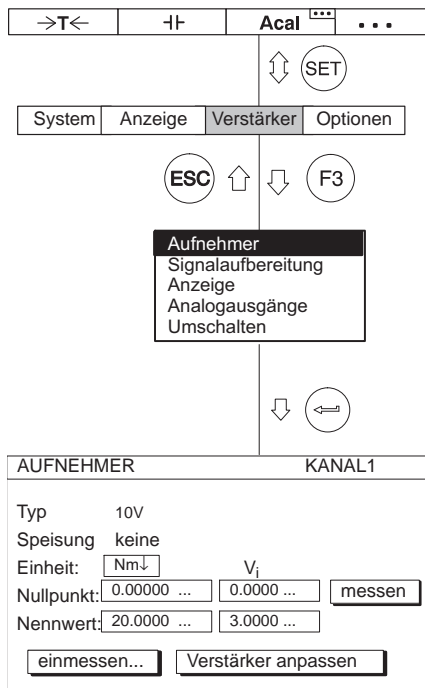 →T← ⊣⊢ Acal ...
SET
System Anzeige Verstärker Optionen
ESC F3
Aufnehmer
Signalaufbereitung
Anzeige
Analogausgänge
Umschalten
AUFNEHMER KANAL1
Typ 10V
Speisung keine
Einheit: Nm↓ Vi
Nullpunkt: 0.00000 ... 0.0000 ... messen
Nennwert: 20.0000 ... 3.0000 ...
einmessen... Verstärker anpassen